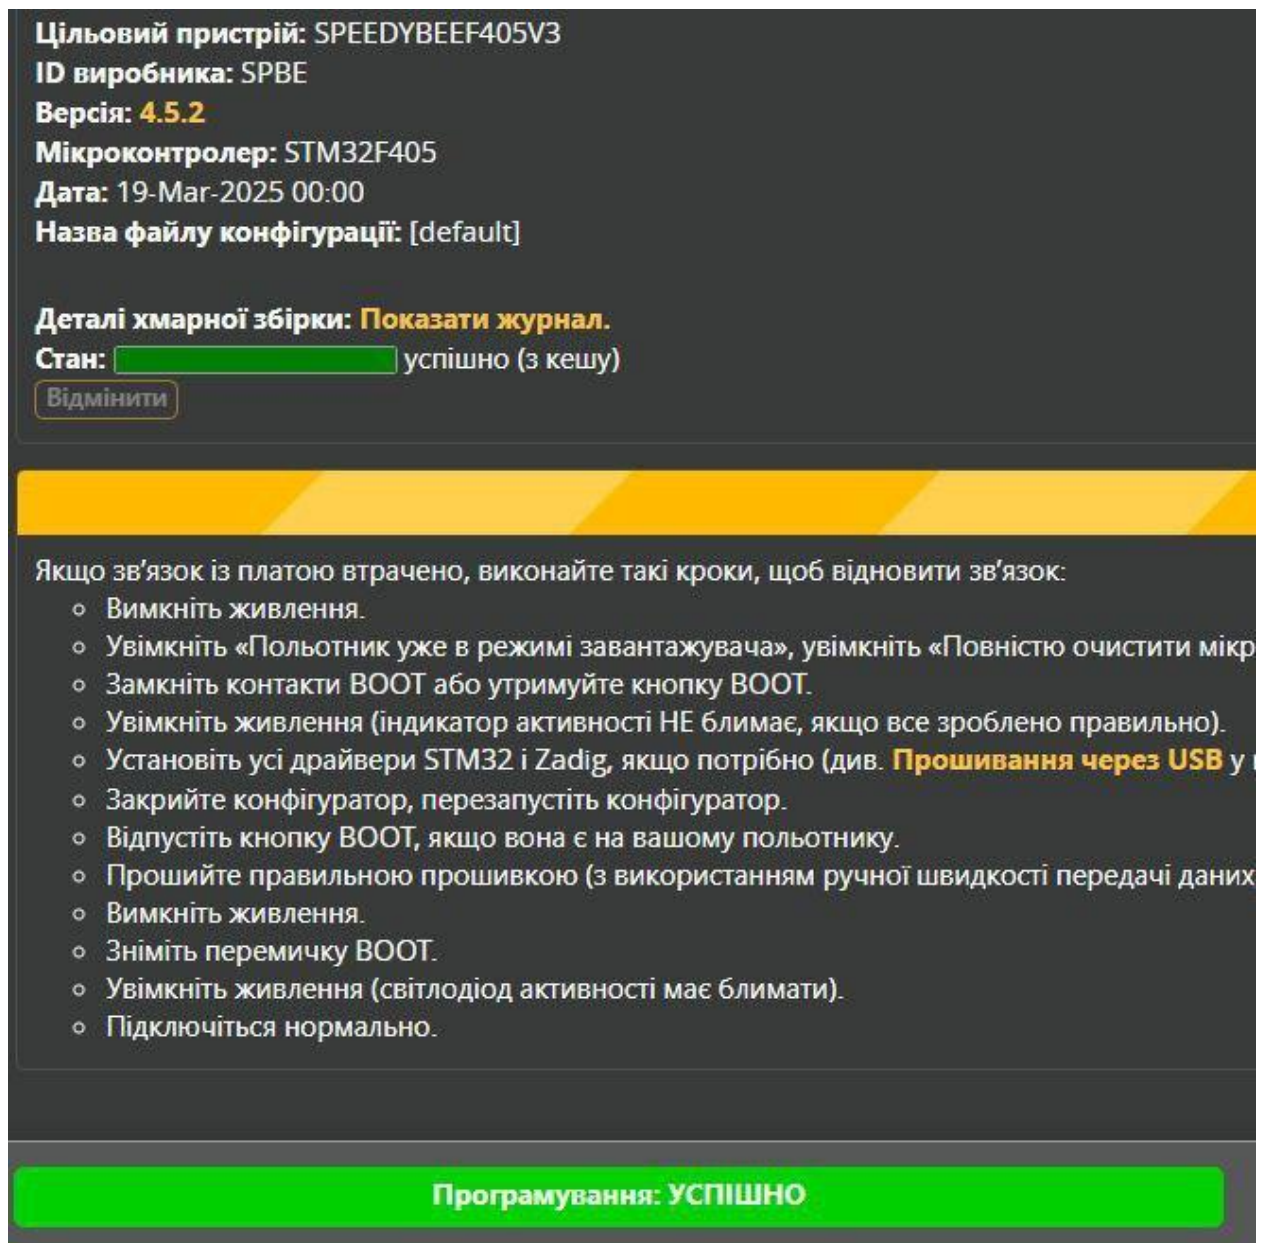 Цільовий пристрій: SPEEDYBEEF405V3
ID виробника: SPBE
Версія: 4.5.2
Мікроконтролер: STM32F405
Дата: 19-Mar-2025 00:00
Назва файлу конфігурації: [default]
Деталі хмарної збірки: Показати журнал.
Стан: успішно (з кешу)
Відмінити
Якщо зв’язок із платою втрачено, виконайте такі кроки, щоб відновити зв’язок:
Вимкніть живлення.
Увімкніть «Польотник уже в режимі завантажувача», увімкніть «Повністю очистити мікр
Замкніть контакти BOOT або утримуйте кнопку BOOT.
Увімкніть живлення (індикатор активності НЕ блимає, якщо все зроблено правильно).
Установіть усі драйвери STM32 і Zadig, якщо потрібно (див. Прошивання через USB у
Закрийте конфігуратор, перезапустіть конфігуратор.
Відпустіть кнопку BOOT, якщо вона є на вашому польотнику.
Прошийте правильною прошивкою (з використанням ручної швидкості передачі даних
Вимкніть живлення.
Зніміть перемичку BOOT.
Увімкніть живлення (світлодіод активності має блимати).
Підключіться нормально.
Програмування: УСПІШНО